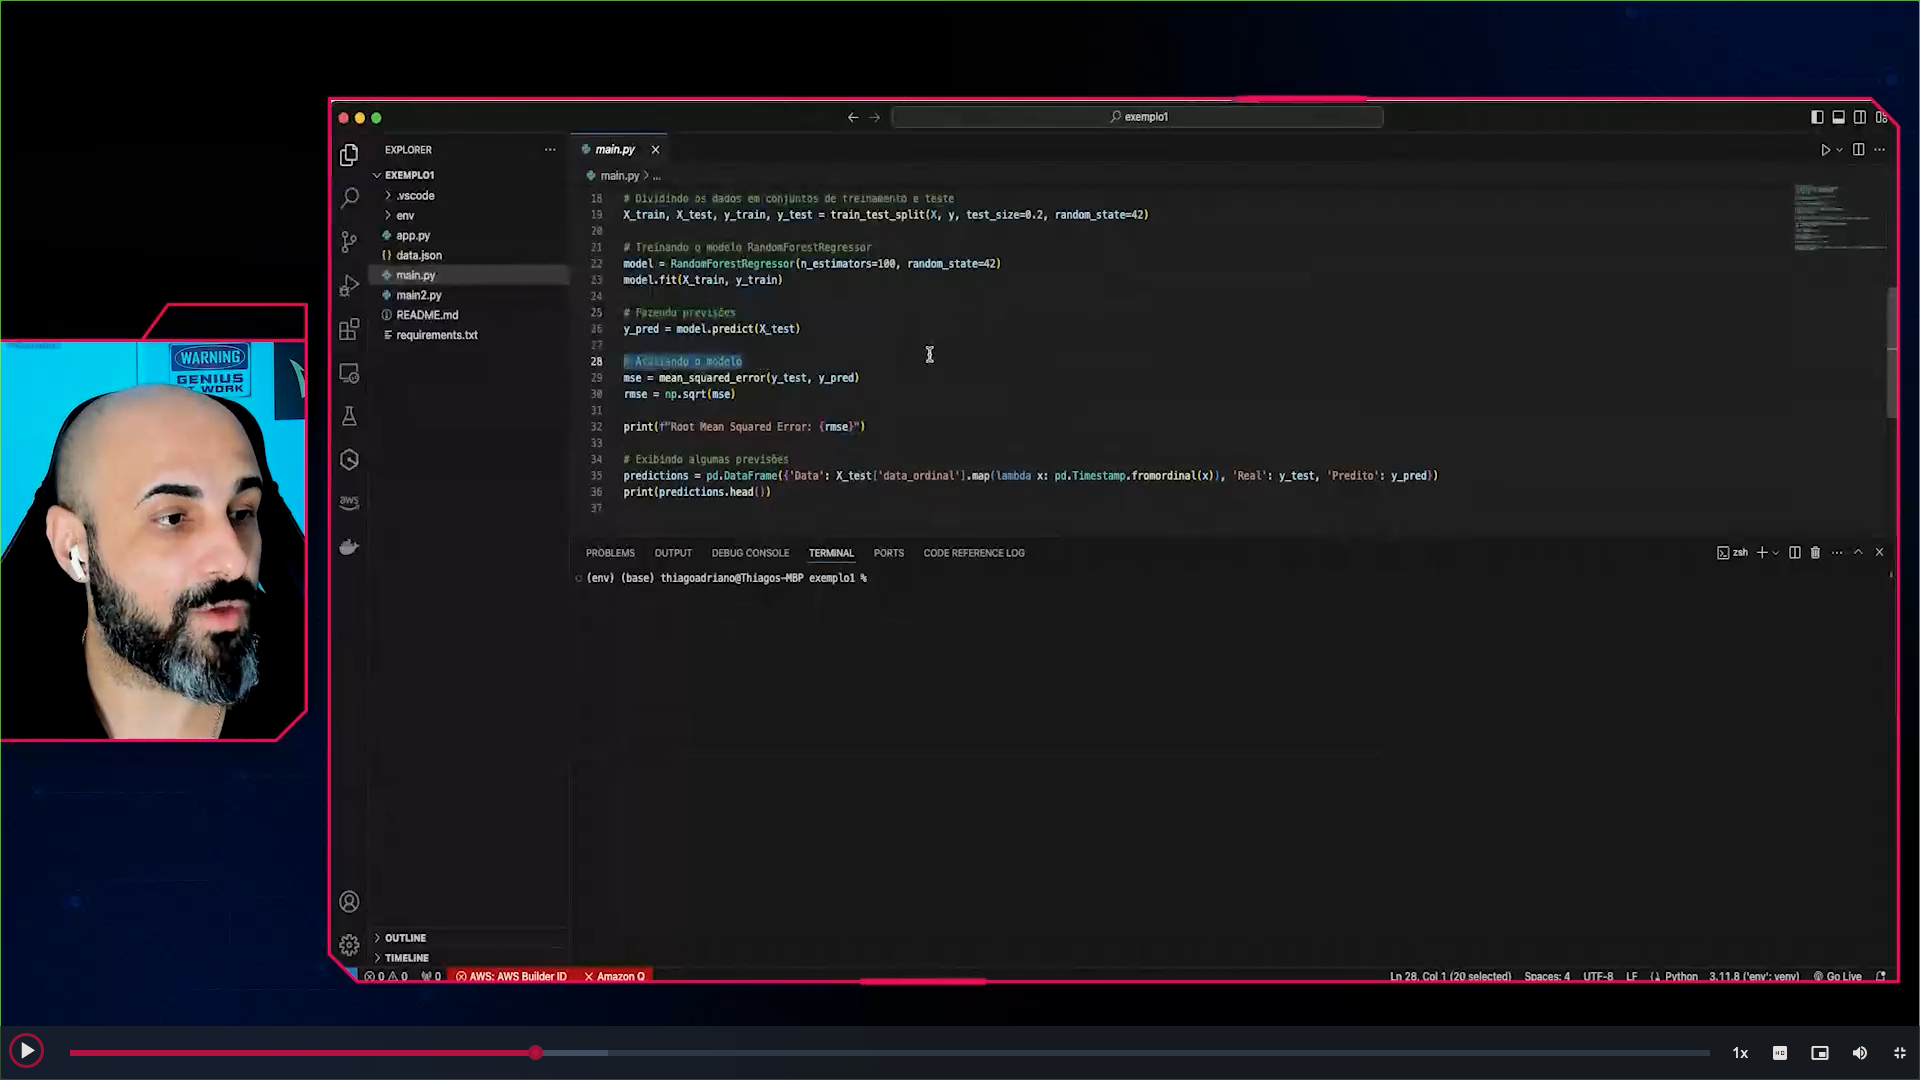 exemplo1
EXPLORER
main.py
EXEMPLO1
main.py > ...
.vscode
env
app.py
data.json
main.py
main2.py
README.md
requirements.txt
18 # Dividindo os dados em conjuntos de treinamento e teste
19 X_train, X_test, y_train, y_test = train_test_split(X, y, test_size=0.2, random_state=42)
20
21 # Treinando o modelo RandomForestRegressor
22 model = RandomForestRegressor(n_estimators=100, random_state=42)
23 model.fit(X_train, y_train)
24
25 # Fazendo previsões
26 y_pred = model.predict(X_test)
27
28 # Avaliando o modelo
29 mse = mean_squared_error(y_test, y_pred)
30 rmse = np.sqrt(mse)
31
32 print(f"Root Mean Squared Error: {rmse}")
33
34 # Exibindo algumas previsões
35 predictions = pd.DataFrame({'Data': X_test['data_ordinal'].map(lambda x: pd.Timestamp.fromordinal(x)), 'Real': y_test, 'Predito': y_pred})
36 print(predictions.head())
37
PROBLEMS OUTPUT DEBUG CONSOLE TERMINAL PORTS CODE REFERENCE LOG
zsh
(env) (base) thiagoadriano@Thiagos-MBP exemplo1 %
WARNING
GENIUS
AT WORK
aws
OUTLINE
TIMELINE
0 0 0 AWS: AWS Builder ID Amazon Q
Ln 28, Col 1 (20 selected) Spaces: 4 UTF-8 LF Python 3.11.8 ('env': venv) Go Live
1x
HD